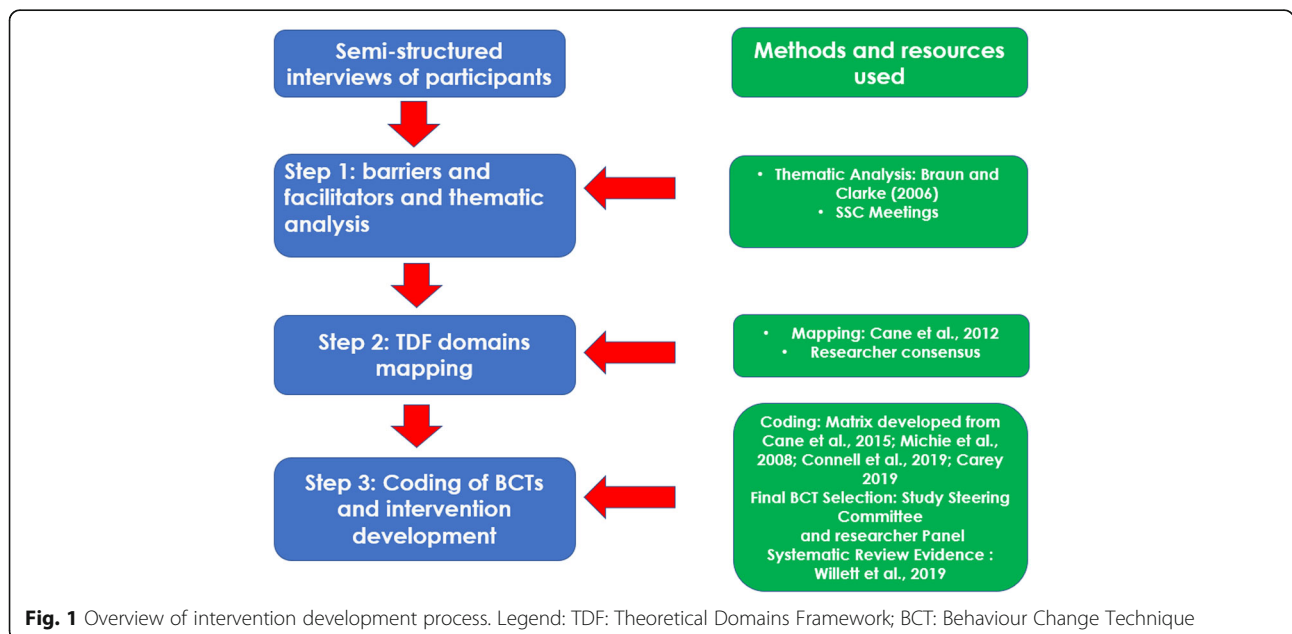 Semi-structured
interviews of participants
Methods and resources
used
Step 1: barriers and
facilitators and thematic
analysis
• Thematic Analysis: Braun and
Clarke (2006)
• SSC Meetings
Step 2: TDF domains
mapping
• Mapping: Cane et al., 2012
• Researcher consensus
Step 3: Coding of BCTs
and intervention
development
Coding: Matrix developed from
Cane et al., 2015; Michie et al.,
2008; Connell et al., 2019; Carey
2019
Final BCT Selection: Study Steering
Committee
and researcher Panel
Systematic Review Evidence :
Willett et al., 2019
Fig. 1 Overview of intervention development process. Legend: TDF: Theoretical Domains Framework; BCT: Behaviour Change Technique